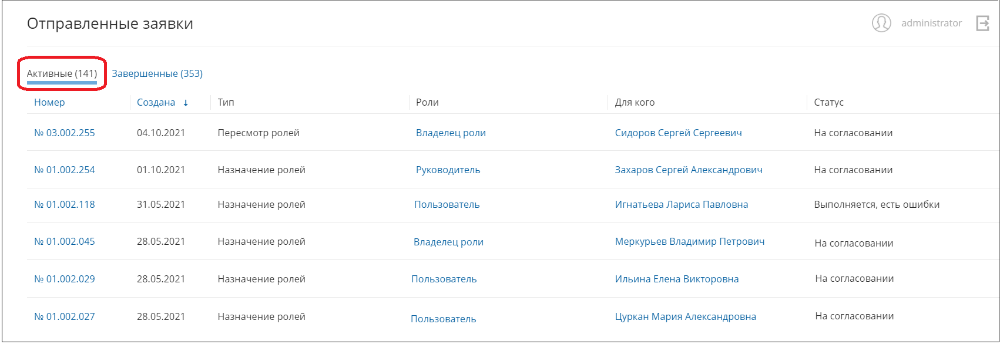 Отправленные заявки administrator
Активные (141) Завершенные (353)
Номер Создана ↓ Тип Роли Для кого Статус
№ 03.002.255 04.10.2021 Пересмотр ролей Владелец роли Сидоров Сергей Сергеевич На согласовании
№ 01.002.254 01.10.2021 Назначение ролей Руководитель Захаров Сергей Александрович На согласовании
№ 01.002.118 31.05.2021 Назначение ролей Пользователь Игнатьева Лариса Павловна Выполняется, есть ошибки
№ 01.002.045 28.05.2021 Назначение ролей Владелец роли Меркурьев Владимир Петрович На согласовании
№ 01.002.029 28.05.2021 Назначение ролей Пользователь Ильина Елена Викторовна На согласовании
№ 01.002.027 28.05.2021 Назначение ролей Пользователь Цуркан Мария Александровна На согласовании